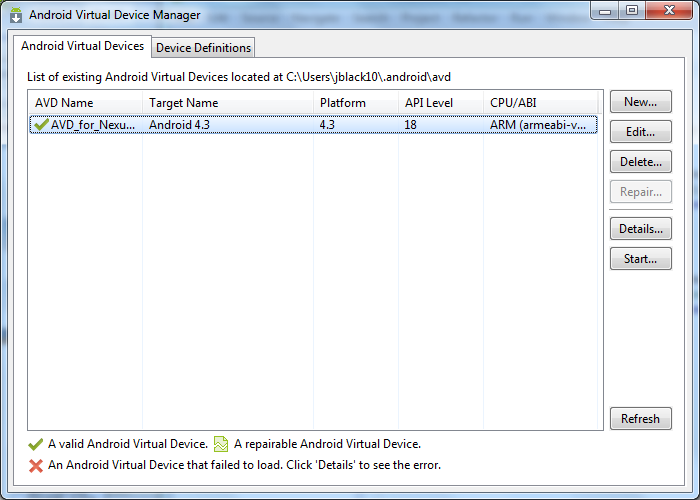 Android Virtual Device Manager
Android Virtual Devices Device Definitions
List of existing Android Virtual Devices located at C:\Users\jblack10\.android\avd
AVD Name Target Name Platform API Level CPU/ABI
AVD_for_Nexu... Android 4.3 4.3 18 ARM (armeabi-v...
New...
Edit...
Delete...
Repair...
Details...
Start...
Refresh
A valid Android Virtual Device. A repairable Android Virtual Device.
An Android Virtual Device that failed to load. Click 'Details' to see the error.